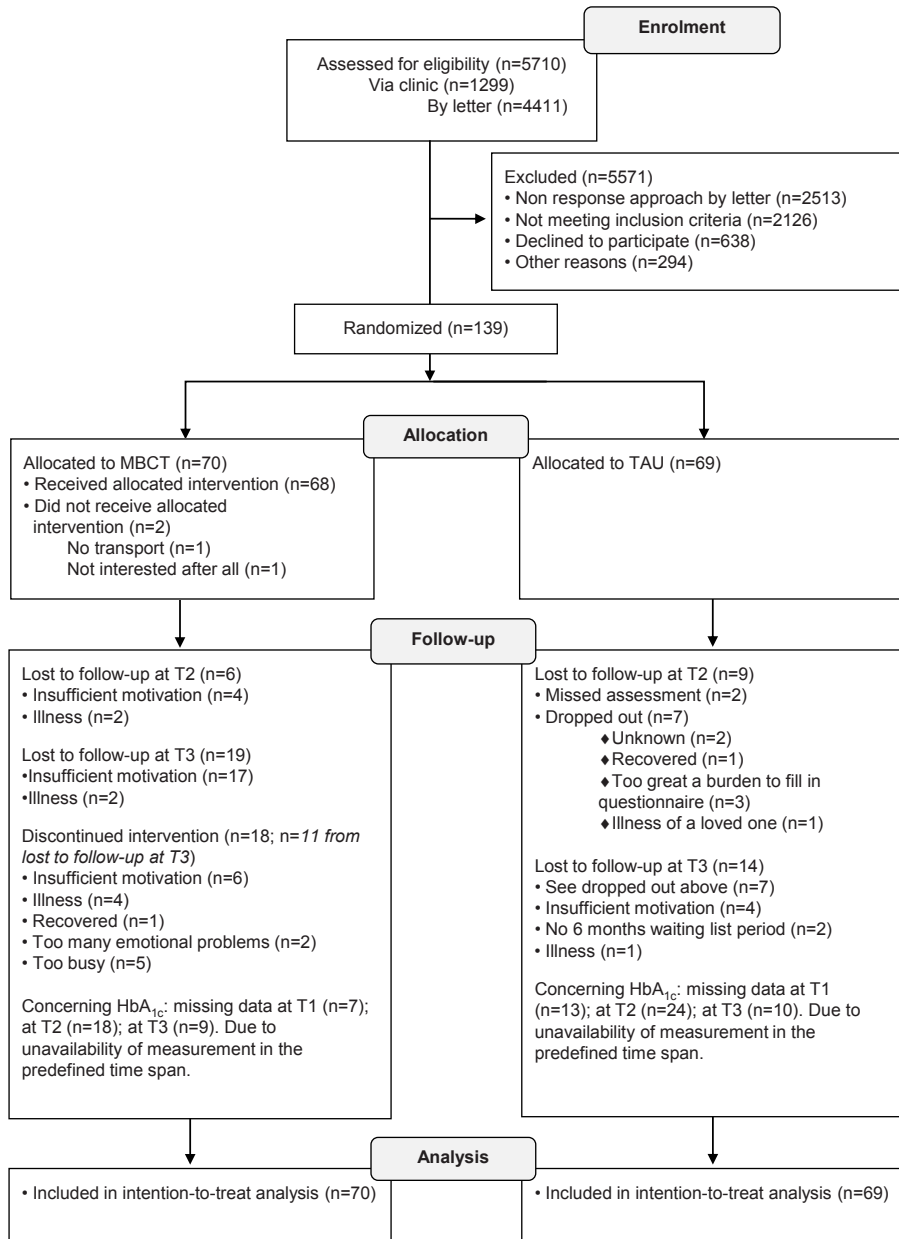 Enrolment
Assessed for eligibility (n=5710)
Via clinic (n=1299)
By letter (n=4411)
Excluded (n=5571)
• Non response approach by letter (n=2513)
• Not meeting inclusion criteria (n=2126)
• Declined to participate (n=638)
• Other reasons (n=294)
Randomized (n=139)
Allocation
Allocated to MBCT (n=70)
• Received allocated intervention (n=68)
• Did not receive allocated
intervention (n=2)
No transport (n=1)
Not interested after all (n=1)
Allocated to TAU (n=69)
Follow-up
Lost to follow-up at T2 (n=6)
• Insufficient motivation (n=4)
• Illness (n=2)
Lost to follow-up at T3 (n=19)
•Insufficient motivation (n=17)
•Illness (n=2)
Discontinued intervention (n=18; n=11 from
lost to follow-up at T3)
• Insufficient motivation (n=6)
• Illness (n=4)
• Recovered (n=1)
• Too many emotional problems (n=2)
• Too busy (n=5)
Concerning HbA1c: missing data at T1 (n=7);
at T2 (n=18); at T3 (n=9). Due to
unavailability of measurement in the
predefined time span.
Lost to follow-up at T2 (n=9)
• Missed assessment (n=2)
• Dropped out (n=7)
♦Unknown (n=2)
♦Recovered (n=1)
♦Too great a burden to fill in
questionnaire (n=3)
♦Illness of a loved one (n=1)
Lost to follow-up at T3 (n=14)
• See dropped out above (n=7)
• Insufficient motivation (n=4)
• No 6 months waiting list period (n=2)
• Illness (n=1)
Concerning HbA1c: missing data at T1
(n=13); at T2 (n=24); at T3 (n=10). Due to
unavailability of measurement in the
predefined time span.
Analysis
• Included in intention-to-treat analysis (n=70)
• Included in intention-to-treat analysis (n=69)